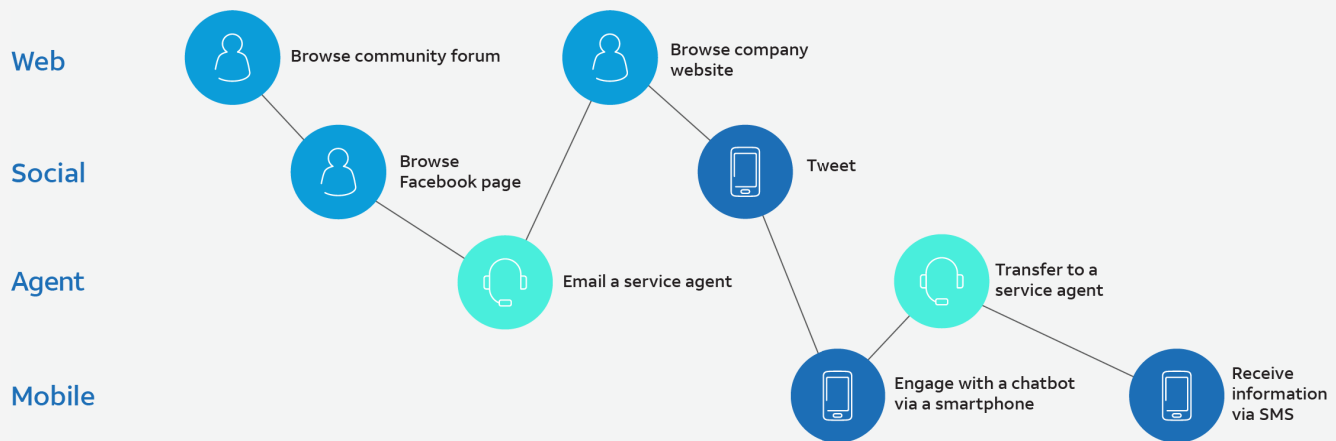 Web
Browse community forum
Browse company
website
Social
Browse
Facebook page
Tweet
Agent
Email a service agent
Transfer to a
service agent
Mobile
Engage with a chatbot
via a smartphone
Receive
information
via SMS